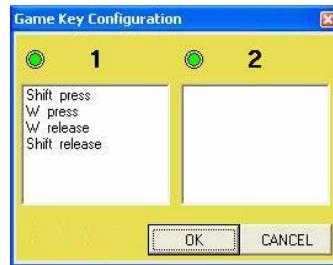 Game Key Configuration
1
2
Shift press
W press
W release
Shift release
OK
CANCEL